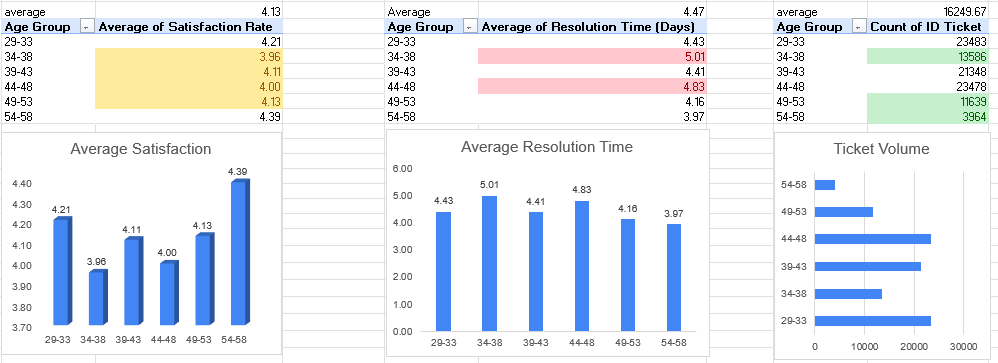 average 4.13
Age Group Average of Satisfaction Rate
29-33 4.21
34-38 3.96
39-43 4.11
44-48 4.00
49-53 4.13
54-58 4.39
average 4.47
Age Group Average of Resolution Time (Days)
29-33 4.43
34-38 5.01
39-43 4.41
44-48 4.83
49-53 4.16
54-58 3.97
average 16249.67
Age Group Count of ID Ticket
29-33 23483
34-38 13586
39-43 21348
44-48 23478
49-53 11639
54-58 3964
Average Satisfaction
4.40
4.30
4.20
4.10
4.00
3.90
3.80
3.70
4.21 3.96 4.11 4.00 4.13 4.39
29-33 34-38 39-43 44-48 49-53 54-58
Average Resolution Time
6.00
5.00
4.00
3.00
2.00
1.00
0.00
4.43 5.01 4.41 4.83 4.16 3.97
29-33 34-38 39-43 44-48 49-53 54-58
Ticket Volume
54-58
49-53
44-48
39-43
34-38
29-33
0 10000 20000 30000